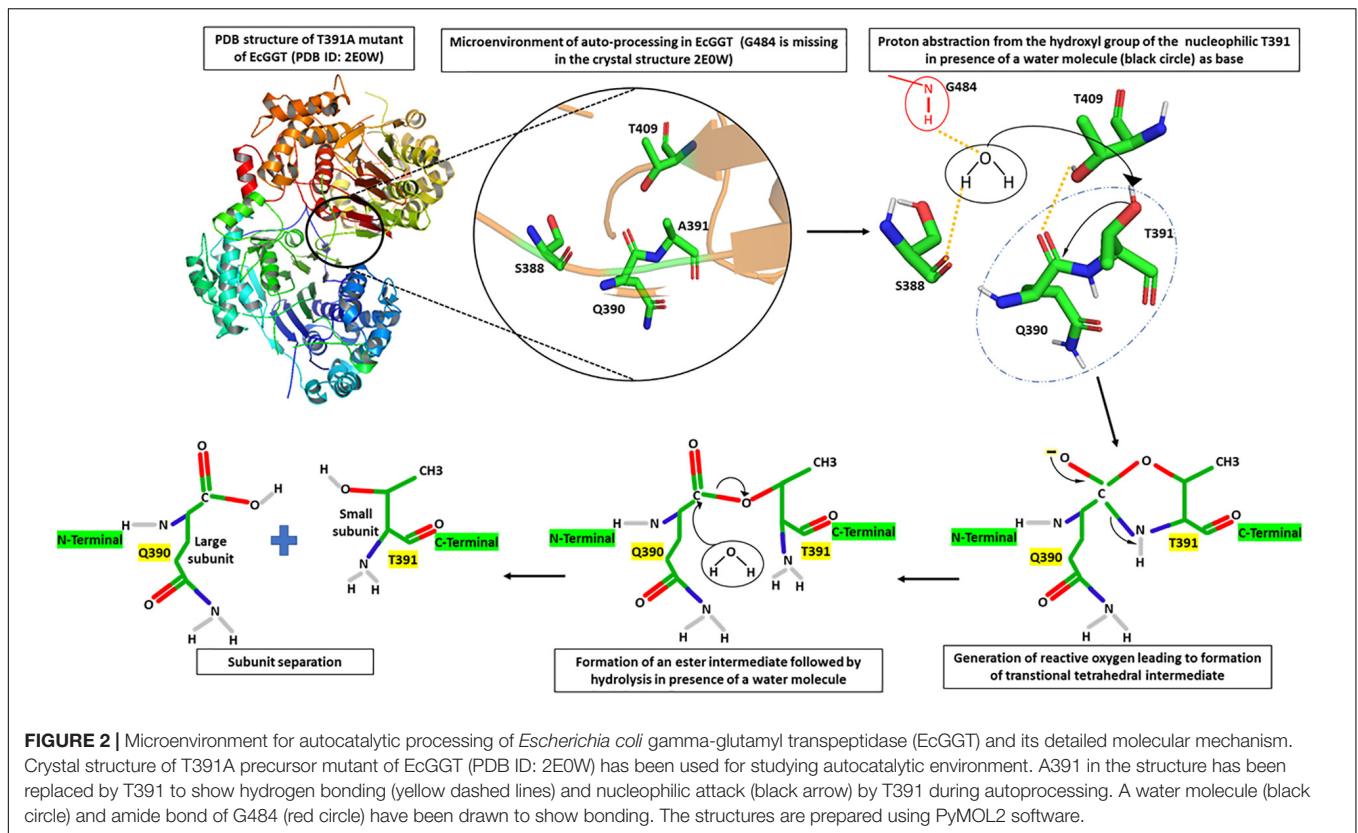 PDB structure of T391A mutant
of EcGGT (PDB ID: 2E0W)
Microenvironment of auto-processing in EcGGT (G484 is missing
in the crystal structure 2E0W)
Proton abstraction from the hydroxyl group of the nucleophilic T391
in presence of a water molecule (black circle) as base
T409
A391
S388
Q390
N
H
G484
O
H
H
T409
T391
S388
Q390
O
C
O
H
H
N
N-Terminal
Q390
Large
subunit
O
N
H
H
H
O
CH3
Small
subunit
O
C-Terminal
T391
N
H
H
Subunit separation
O
C
O
CH3
H
N
N-Terminal
Q390
O
H
H
O
C-Terminal
T391
N
H
H
O
N
H
H
Formation of an ester intermediate followed by
hydrolysis in presence of a water molecule
-
O
O
CH3
C
H
N
N-Terminal
Q390
N
H
T391
O
C-Terminal
O
N
H
H
Generation of reactive oxygen leading to formation
of transtional tetrahedral intermediate
FIGURE 2 | Microenvironment for autocatalytic processing of Escherichia coli gamma-glutamyl transpeptidase (EcGGT) and its detailed molecular mechanism.
Crystal structure of T391A precursor mutant of EcGGT (PDB ID: 2E0W) has been used for studying autocatalytic environment. A391 in the structure has been
replaced by T391 to show hydrogen bonding (yellow dashed lines) and nucleophilic attack (black arrow) by T391 during autoprocessing. A water molecule (black
circle) and amide bond of G484 (red circle) have been drawn to show bonding. The structures are prepared using PyMOL2 software.